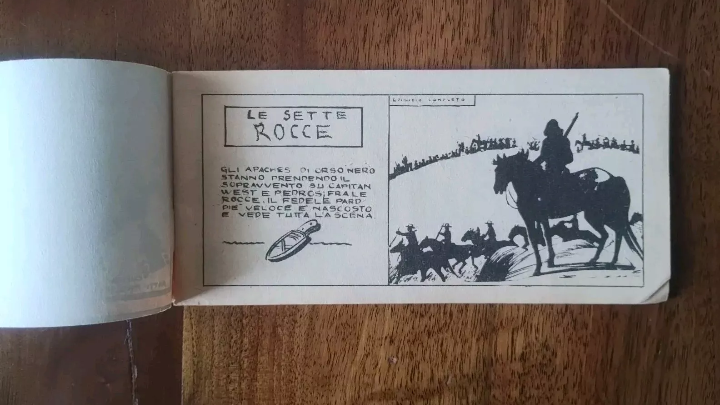 LE SETTE
ROCCE
GLI APACHES DI ORSO NERO
STANNO PRENDENDO IL
SOPRAVVENTO SU CAPITAN
WEST E PEDROS; FRA LE
ROCCE, IL FEDELE PARD
PIE' VELOCE E' NASCOSTO
E VEDE TUTTA LA SCENA